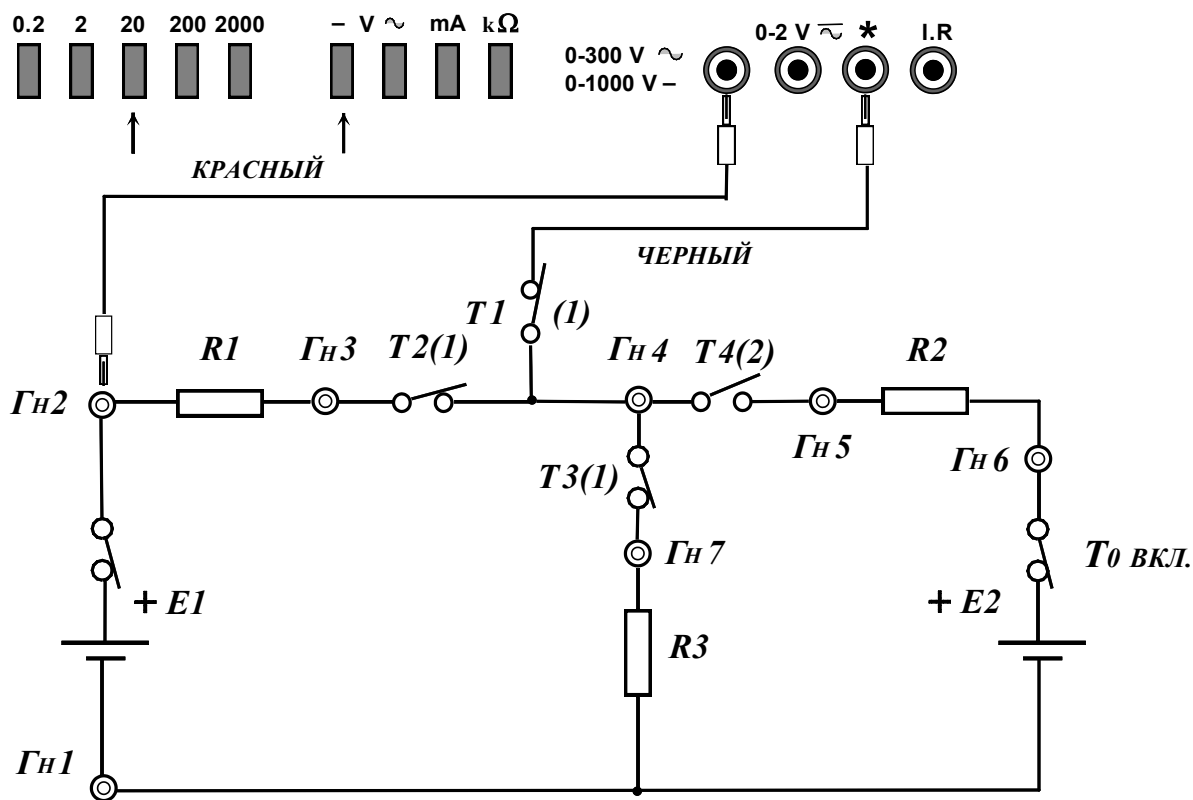 0.2 2 20 200 2000 – V ~ mA kΩ
0-300 V ~ 0-2 V ⎓~ * I.R
0-1000 V –
КРАСНЫЙ
ЧЕРНЫЙ
T1 (1)
R1 Гн3 T2(1) Гн4 T4(2) R2
Гн2
Гн5 Гн6
T3(1)
Гн7 T0 ВКЛ.
+ E1 + E2
R3
Гн1